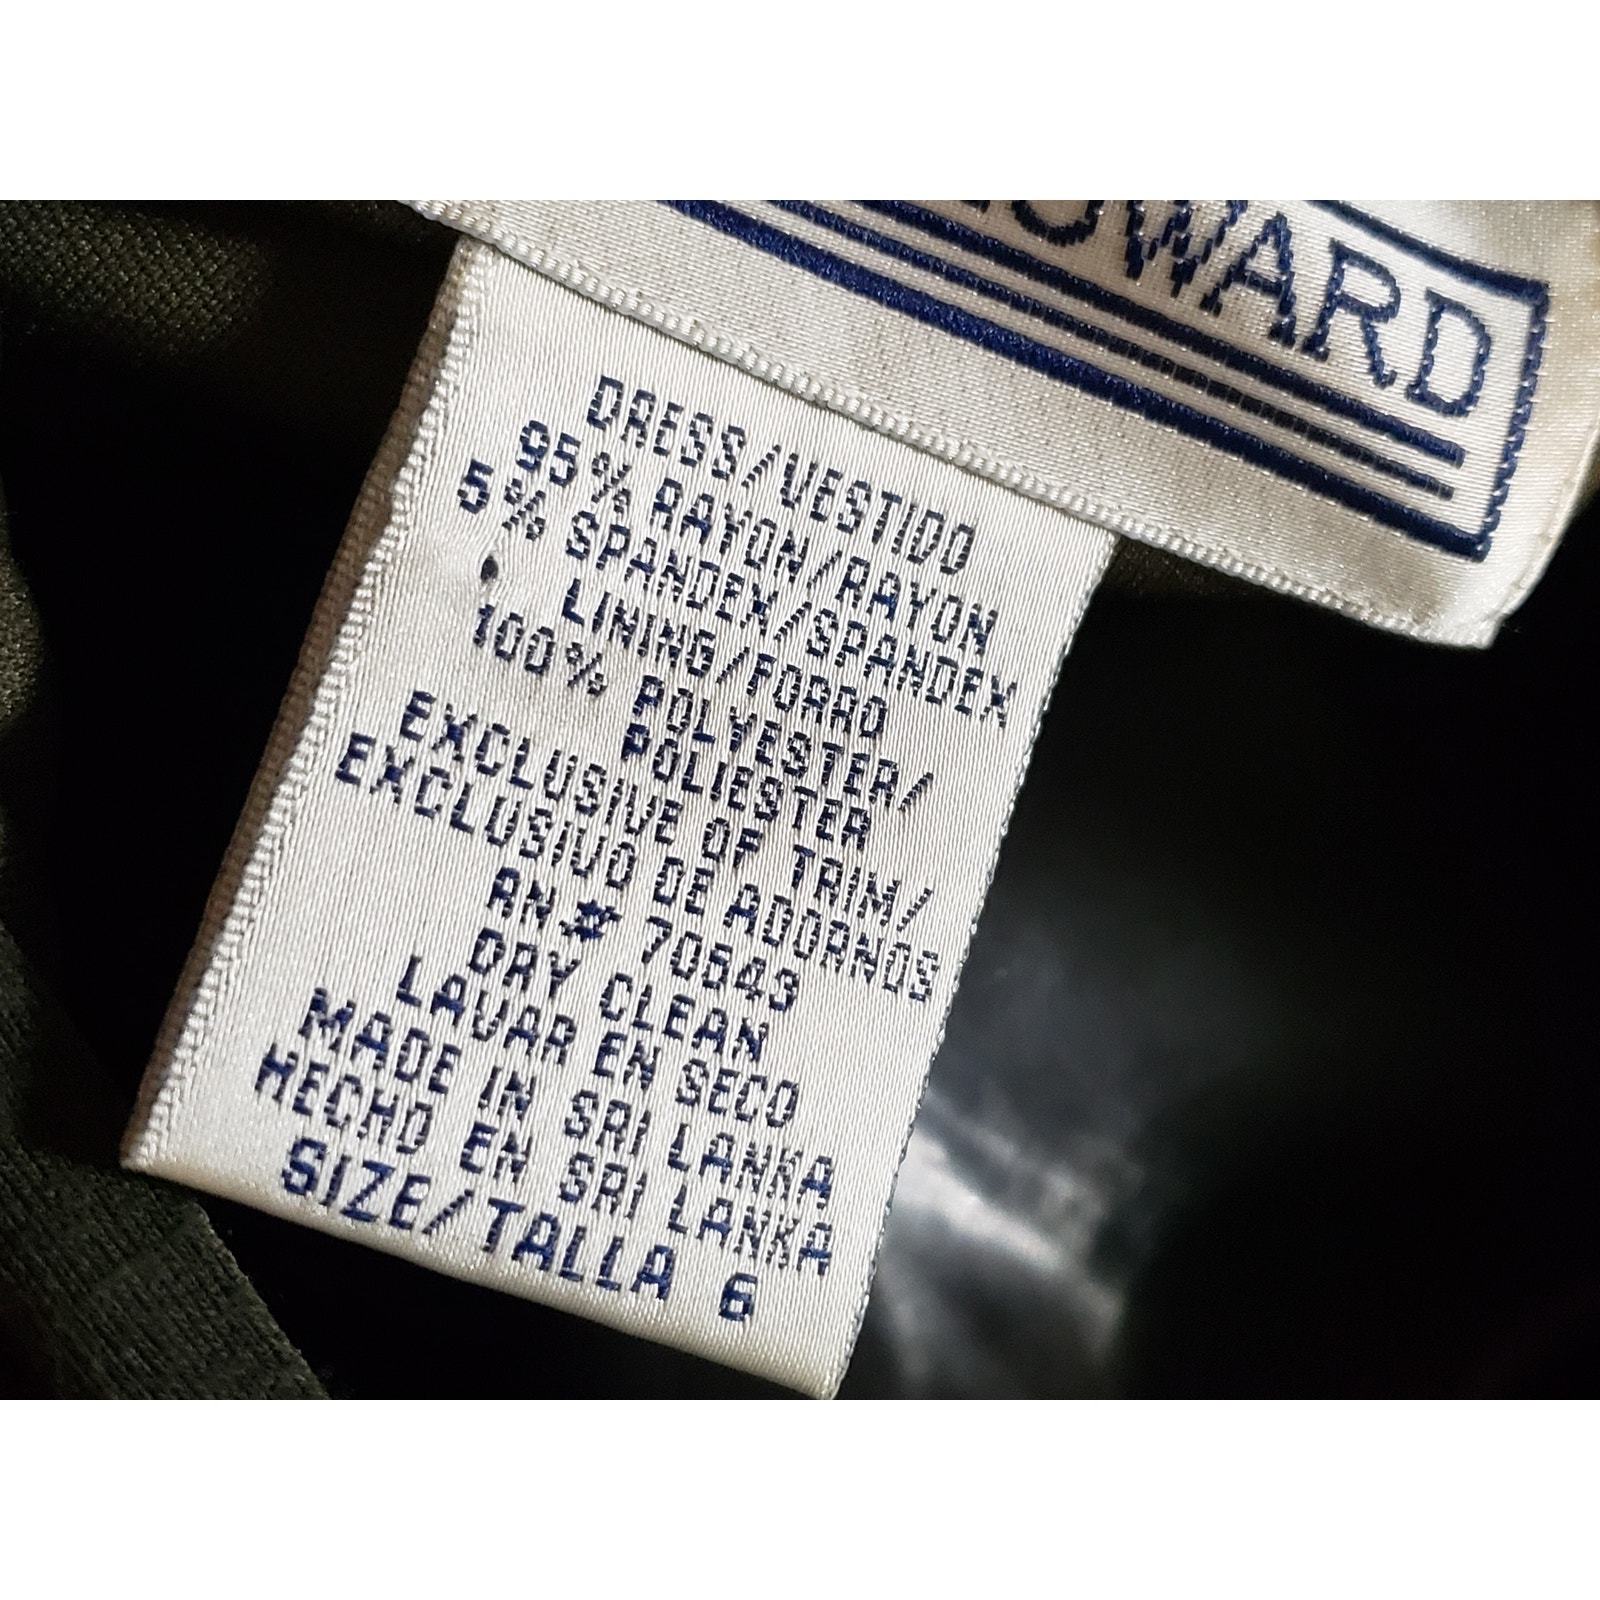 HOWARD
DRESS/VESTIDO
95% RAYON/RAYON
5% SPANDEX/SPANDEX
LINING/FORRO
100% POLYESTER/
POLIESTER
EXCLUSIVE OF TRIM/
EXCLUSIVO DE ADORNOS
RN# 70543
DRY CLEAN
LAVAR EN SECO
MADE IN SRI LANKA
HECHO EN SRI LANKA
SIZE/TALLA 6